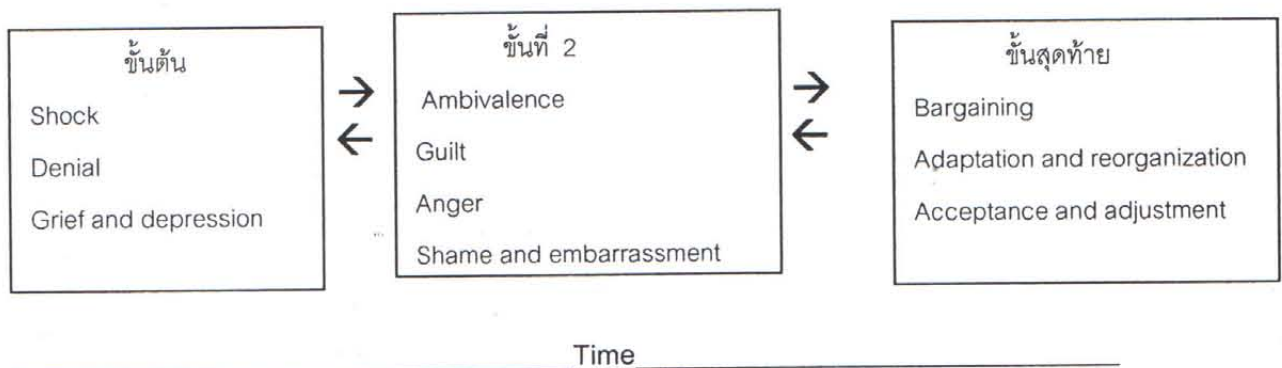 ขั้นต้น
Shock
Denial
Grief and depression
ขั้นที่ 2
Ambivalence
Guilt
Anger
Shame and embarrassment
ขั้นสุดท้าย
Bargaining
Adaptation and reorganization
Acceptance and adjustment
Time